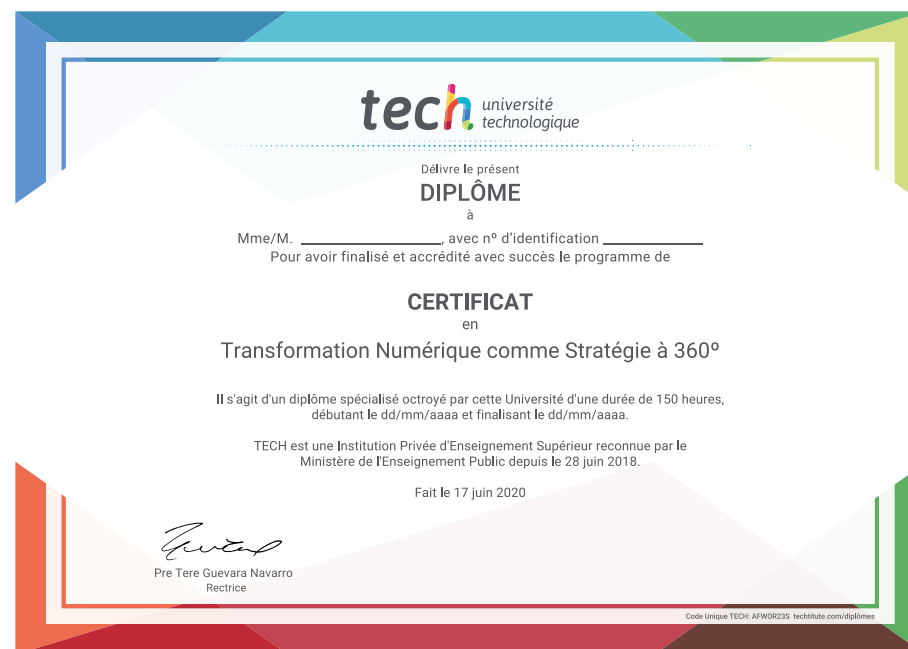 tech université
technologique
Délivre le présent
DIPLÔME
à
Mme/M. ____________________, avec nº d'identification ______________
Pour avoir finalisé et accrédité avec succès le programme de
CERTIFICAT
en
Transformation Numérique comme Stratégie à 360º
Il s'agit d'un diplôme spécialisé octroyé par cette Université d'une durée de 150 heures,
débutant le dd/mm/aaaa et finalisant le dd/mm/aaaa.
TECH est une Institution Privée d'Enseignement Supérieur reconnue par le
Ministère de l'Enseignement Public depuis le 28 juin 2018.
Fait le 17 juin 2020
Pre Tere Guevara Navarro
Rectrice
Code Unique TECH: AFWOR23S techtitute.com/diplômes